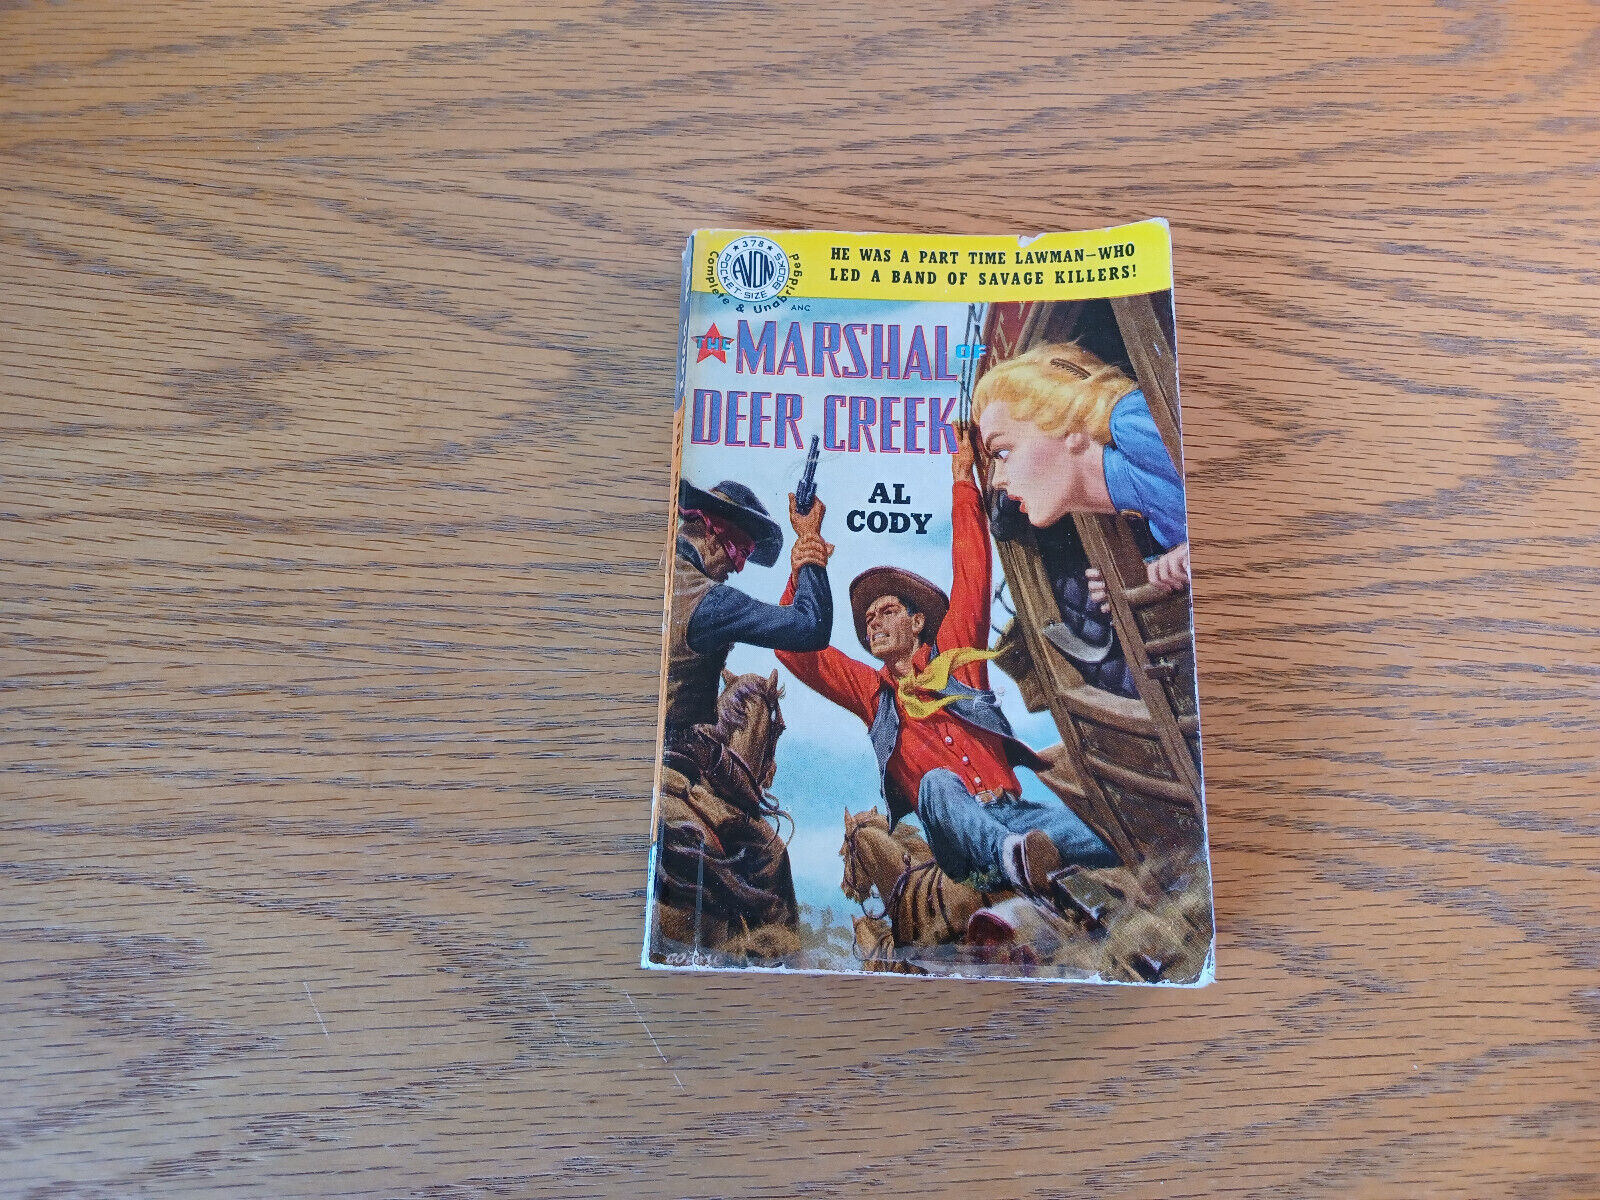 HE WAS A PART TIME LAWMAN—WHO
LED A BAND OF SAVAGE KILLERS!
★ 378 ★
AVON
POCKET-SIZE BOOKS
Complete & Unabridged
ANC
THE MARSHAL OF
DEER CREEK
AL
CODY